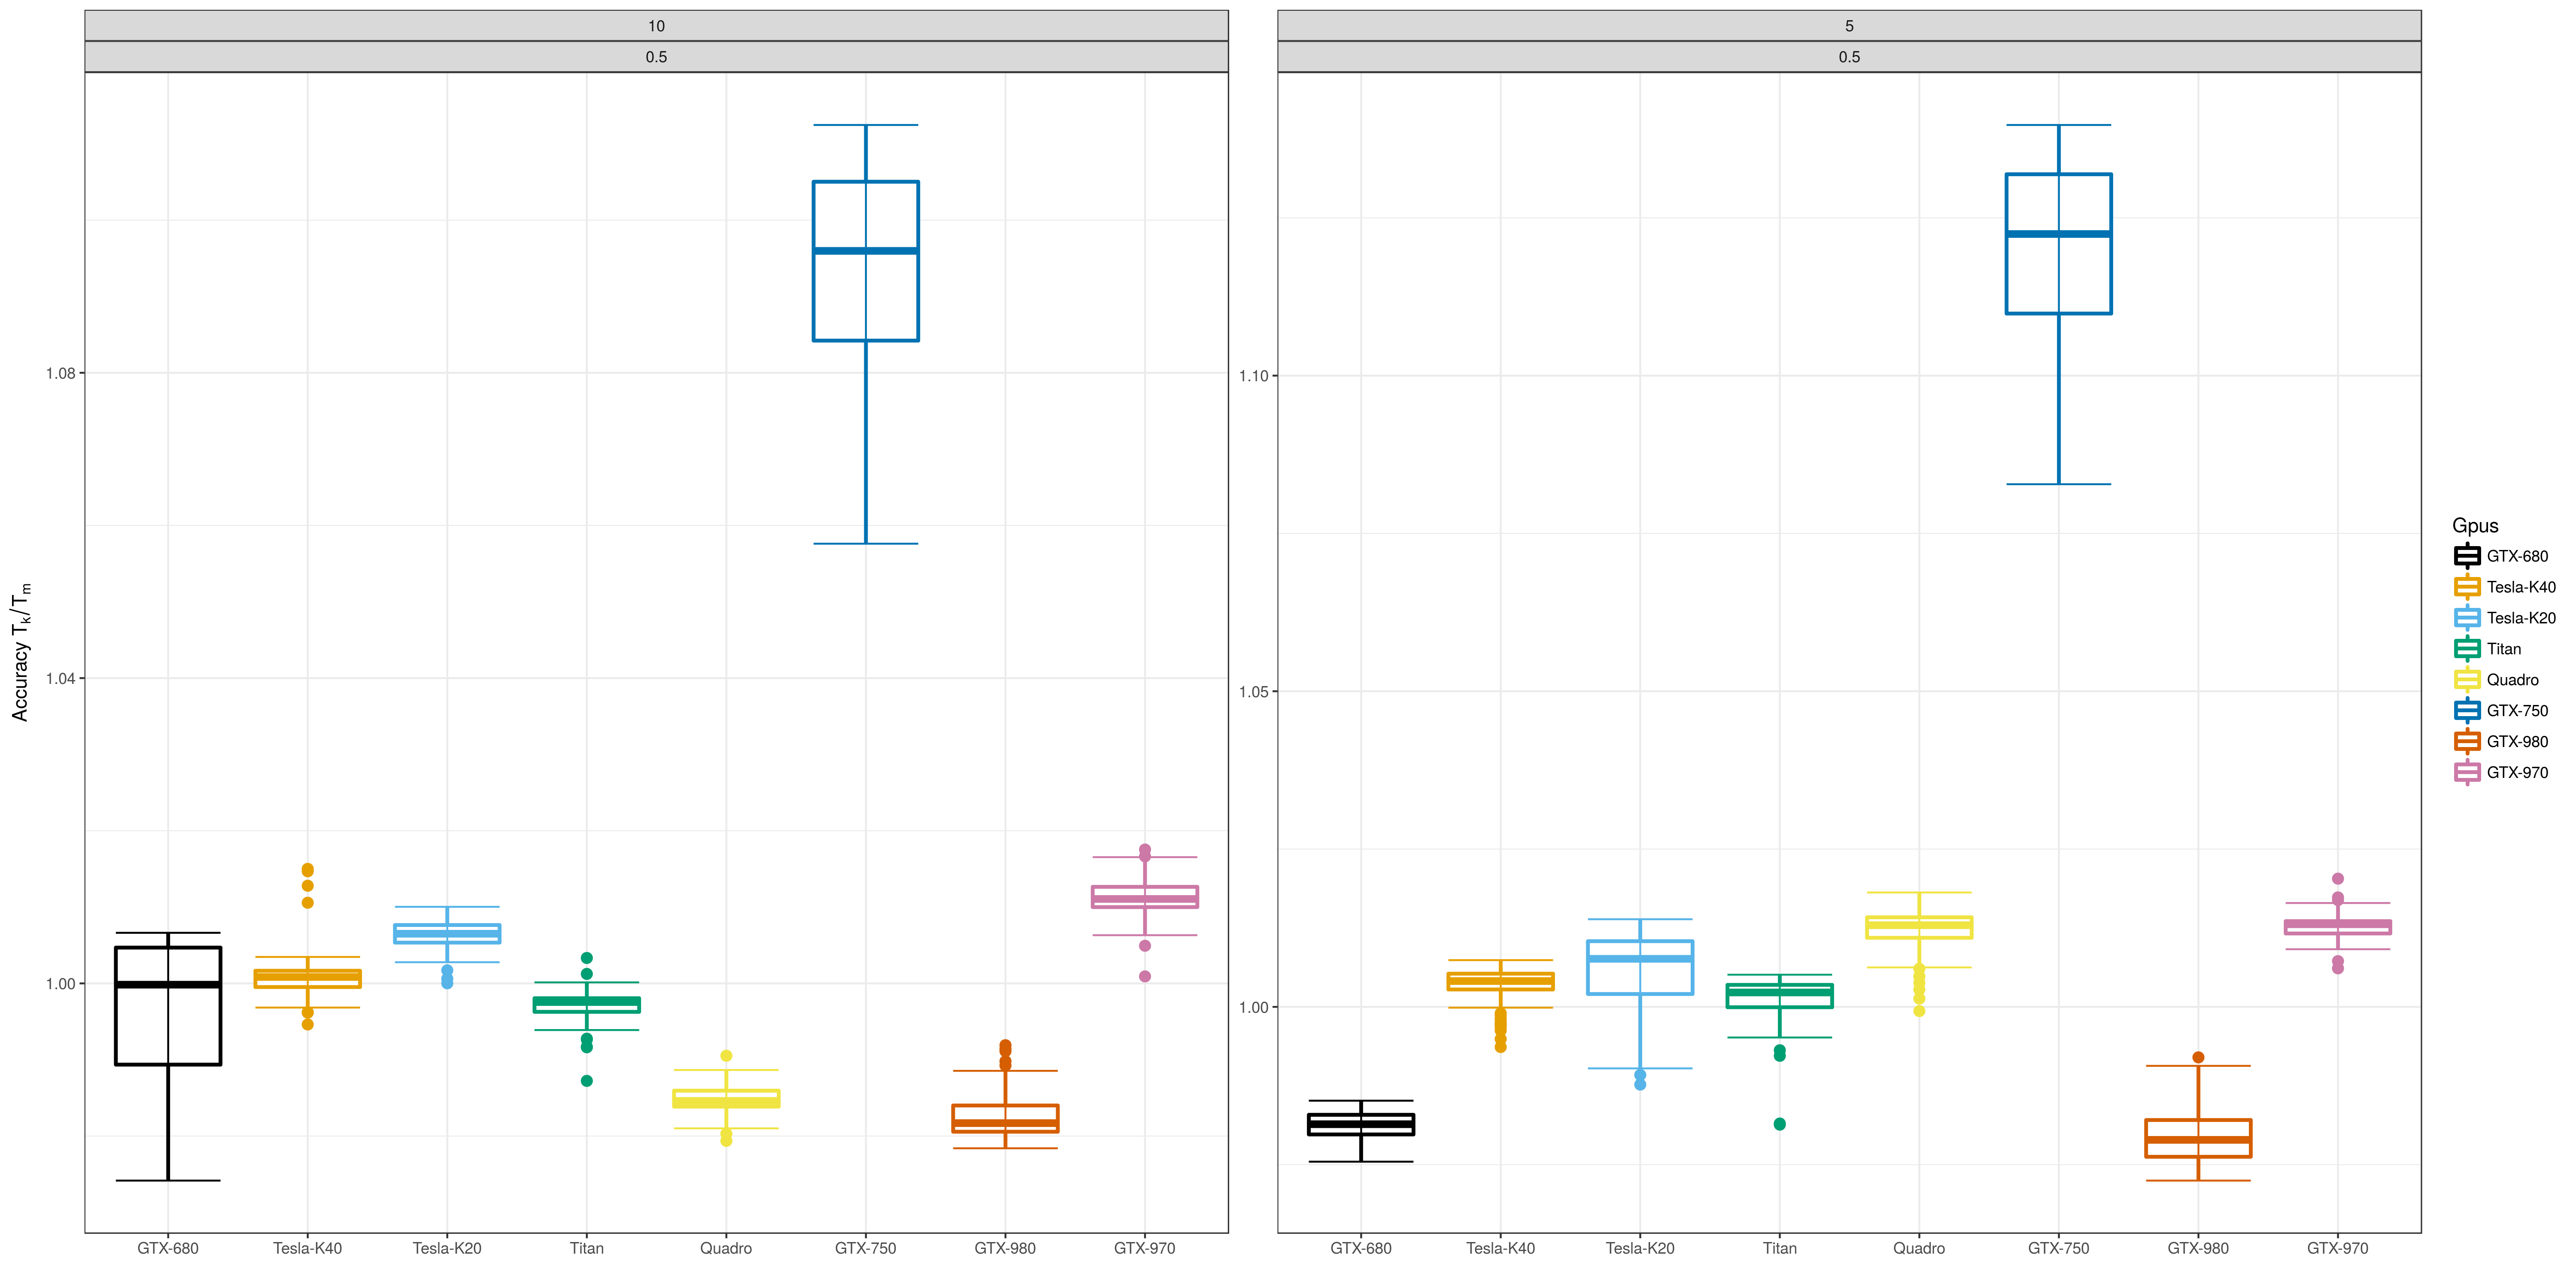 10
0.5
5
0.5
Accuracy Tk/Tm
1.08
1.04
1.00
1.10
1.05
1.00
GTX-680 Tesla-K40 Tesla-K20 Titan Quadro GTX-750 GTX-980 GTX-970
GTX-680 Tesla-K40 Tesla-K20 Titan Quadro GTX-750 GTX-980 GTX-970
Gpus
GTX-680
Tesla-K40
Tesla-K20
Titan
Quadro
GTX-750
GTX-980
GTX-970